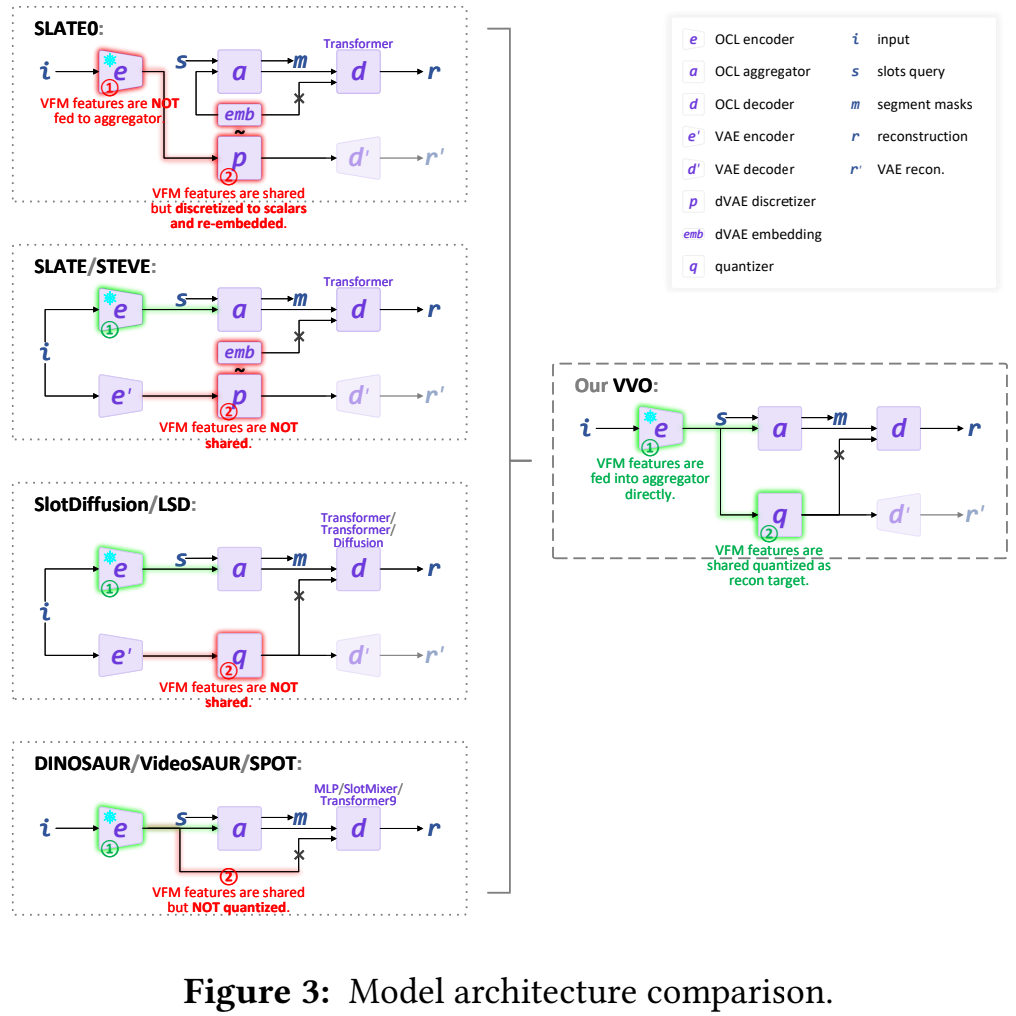 SLATE0:
Transformer
i
e
s
a
m
d
r
1
VFM features are NOT
fed to aggregator.
emb
~
p
d'
r'
2
VFM features are shared
but discretized to scalars
and re-embedded.
SLATE/STEVE:
Transformer
e
s
a
m
d
r
1
i
emb
~
e'
p
d'
r'
2
VFM features are NOT
shared.
SlotDiffusion/LSD:
Transformer/
Transformer/
Diffusion
e
s
a
m
d
r
1
i
e'
q
d'
r'
2
VFM features are NOT
shared.
DINOSAUR/VideoSAUR/SPOT:
MLP/SlotMixer/
Transformer9
i
e
s
a
m
d
r
1
2
VFM features are shared
but NOT quantized.
e OCL encoder
a OCL aggregator
d OCL decoder
e' VAE encoder
d' VAE decoder
p dVAE discretizer
emb dVAE embedding
q quantizer
i input
s slots query
m segment masks
r reconstruction
r' VAE recon.
Our VVO:
i
e
s
a
m
d
r
1
VFM features are
fed into aggregator
directly.
q
d'
r'
2
VFM features are
shared quantized as
recon target.
Figure 3: Model architecture comparison.